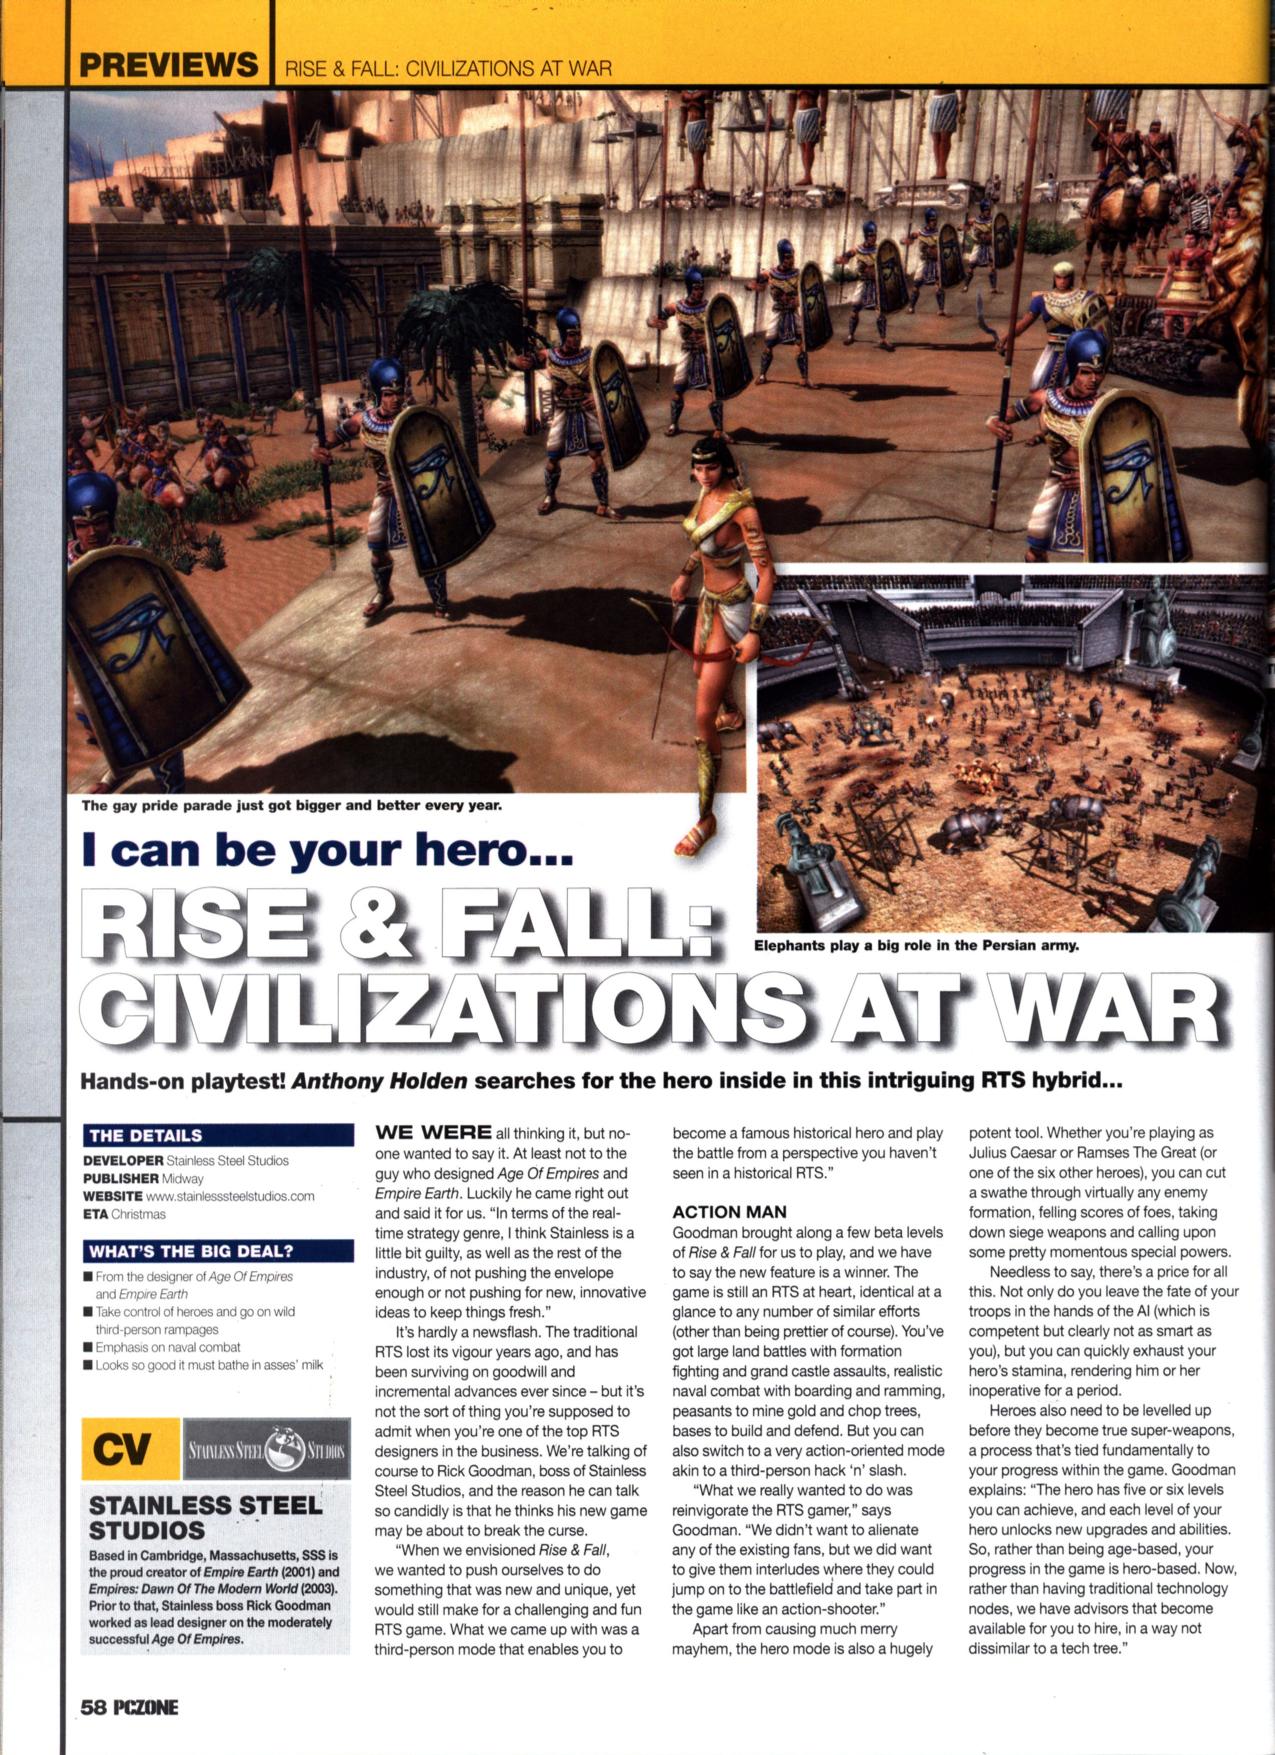 PREVIEWS
RISE & FALL: CIVILIZATIONS AT WAR
The gay pride parade just got bigger and better every year.
Elephants play a big role in the Persian army.
I can be your hero...
RISE & FALL:
CIVILIZATIONS AT WAR
Hands-on playtest! Anthony Holden searches for the hero inside in this intriguing RTS hybrid...
THE DETAILS
DEVELOPER Stainless Steel Studios
PUBLISHER Midway
WEBSITE www.stainlesssteelstudios.com
ETA Christmas
WHAT'S THE BIG DEAL?
■ From the designer of Age Of Empires
and Empire Earth
■ Take control of heroes and go on wild
third-person rampages
■ Emphasis on naval combat
■ Looks so good it must bathe in asses' milk
CV
STAINLESS STEEL STUDIOS
STAINLESS STEEL
STUDIOS
Based in Cambridge, Massachusetts, SSS is
the proud creator of Empire Earth (2001) and
Empires: Dawn Of The Modern World (2003).
Prior to that, Stainless boss Rick Goodman
worked as lead designer on the moderately
successful Age Of Empires.
WE WERE all thinking it, but no-
one wanted to say it. At least not to the
guy who designed Age Of Empires and
Empire Earth. Luckily he came right out
and said it for us. “In terms of the real-
time strategy genre, I think Stainless is a
little bit guilty, as well as the rest of the
industry, of not pushing the envelope
enough or not pushing for new, innovative
ideas to keep things fresh.”
It's hardly a newsflash. The traditional
RTS lost its vigour years ago, and has
been surviving on goodwill and
incremental advances ever since – but it's
not the sort of thing you're supposed to
admit when you're one of the top RTS
designers in the business. We're talking of
course to Rick Goodman, boss of Stainless
Steel Studios, and the reason he can talk
so candidly is that he thinks his new game
may be about to break the curse.
“When we envisioned Rise & Fall,
we wanted to push ourselves to do
something that was new and unique, yet
would still make for a challenging and fun
RTS game. What we came up with was a
third-person mode that enables you to
become a famous historical hero and play
the battle from a perspective you haven't
seen in a historical RTS.”
ACTION MAN
Goodman brought along a few beta levels
of Rise & Fall for us to play, and we have
to say the new feature is a winner. The
game is still an RTS at heart, identical at a
glance to any number of similar efforts
(other than being prettier of course). You've
got large land battles with formation
fighting and grand castle assaults, realistic
naval combat with boarding and ramming,
peasants to mine gold and chop trees,
bases to build and defend. But you can
also switch to a very action-oriented mode
akin to a third-person hack ‘n’ slash.
“What we really wanted to do was
reinvigorate the RTS gamer,” says
Goodman. “We didn't want to alienate
any of the existing fans, but we did want
to give them interludes where they could
jump on to the battlefield and take part in
the game like an action-shooter.”
Apart from causing much merry
mayhem, the hero mode is also a hugely
potent tool. Whether you're playing as
Julius Caesar or Ramses The Great (or
one of the six other heroes), you can cut
a swathe through virtually any enemy
formation, felling scores of foes, taking
down siege weapons and calling upon
some pretty momentous special powers.
Needless to say, there's a price for all
this. Not only do you leave the fate of your
troops in the hands of the AI (which is
competent but clearly not as smart as
you), but you can quickly exhaust your
hero's stamina, rendering him or her
inoperative for a period.
Heroes also need to be levelled up
before they become true super-weapons,
a process that's tied fundamentally to
your progress within the game. Goodman
explains: “The hero has five or six levels
you can achieve, and each level of your
hero unlocks new upgrades and abilities.
So, rather than being age-based, your
progress in the game is hero-based. Now,
rather than having traditional technology
nodes, we have advisors that become
available for you to hire, in a way not
dissimilar to a tech tree.”
58 PCZONE